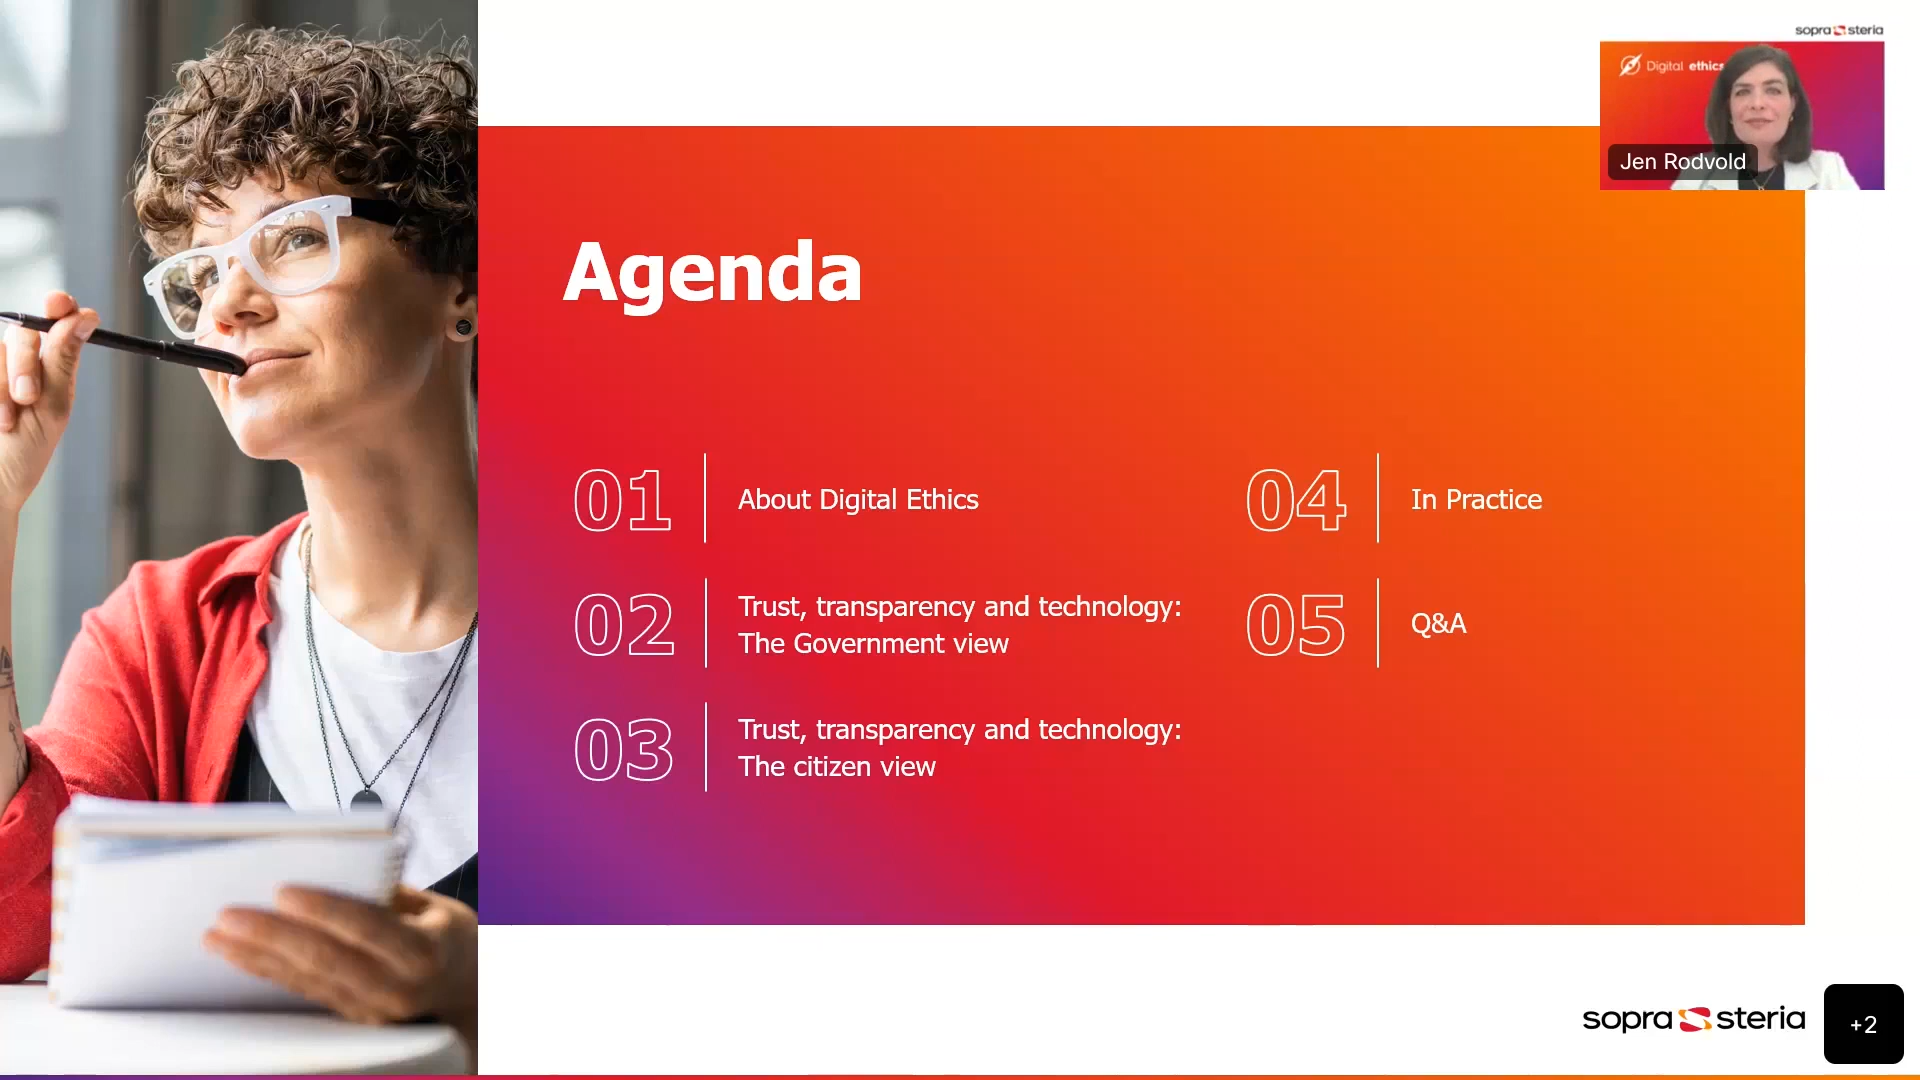 sopra steria
Digital ethics
Jen Rodvold
Agenda
01
About Digital Ethics
02
Trust, transparency and technology:
The Government view
03
Trust, transparency and technology:
The citizen view
04
In Practice
05
Q&A
sopra steria
+2